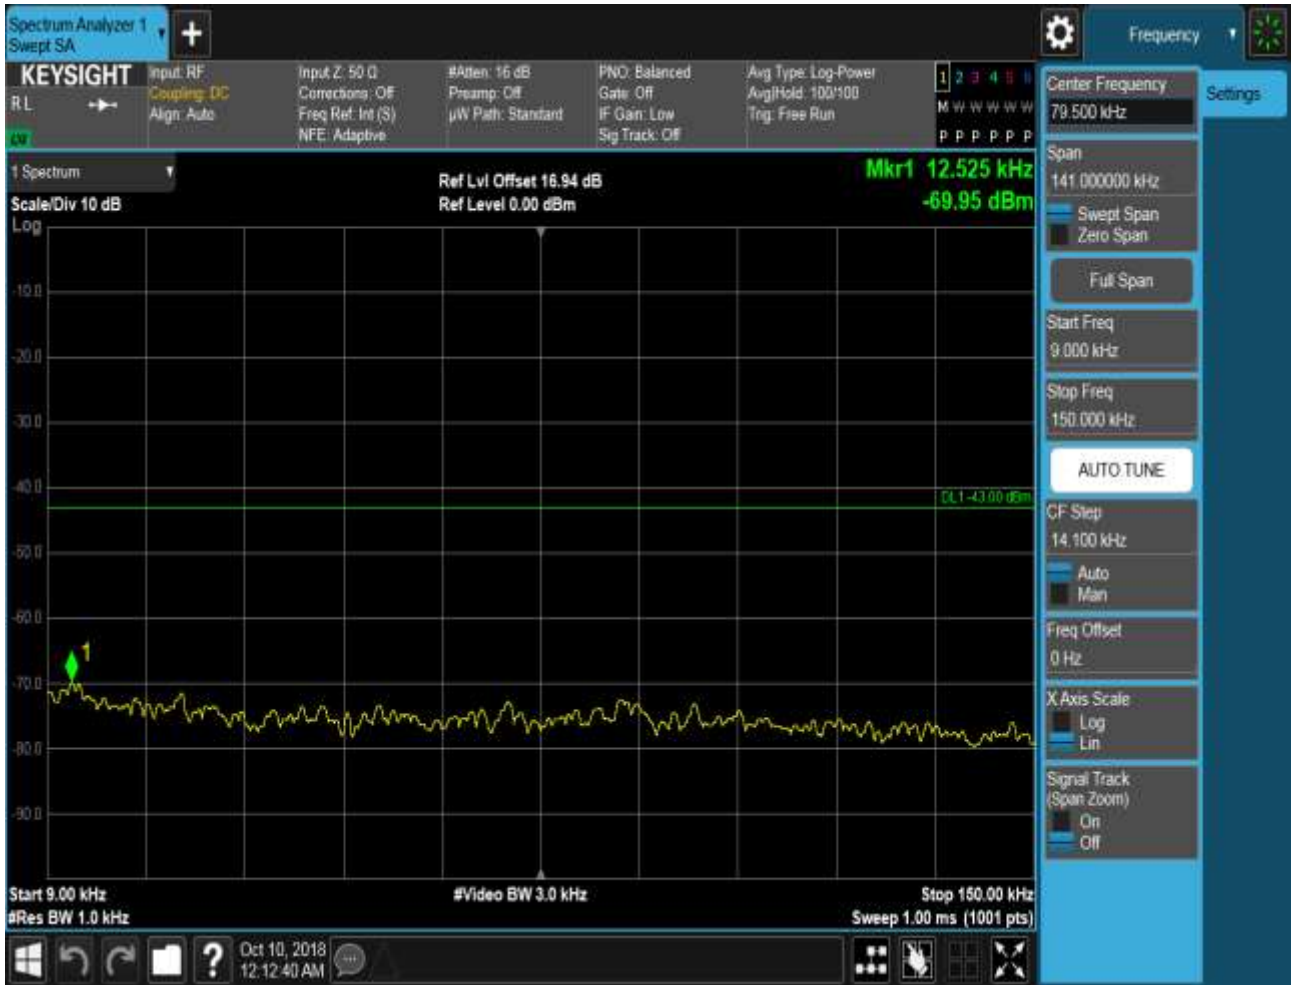 Spectrum Analyzer 1
Swept SA
Frequency
KEYSIGHT
RL
Input: RF
Coupling: DC
Align: Auto
Input Z: 50 Ω
Corrections: Off
Freq Ref: Int (S)
NFE: Adaptive
#Atten: 16 dB
Preamp: Off
µW Path: Standard
PNO: Balanced
Gate: Off
IF Gain: Low
Sig Track: Off
Avg Type: Log-Power
Avg|Hold: 100/100
Trig: Free Run
1 2 3 4 5 6
M W W W W W
P P P P P P
1 Spectrum
Scale/Div 10 dB
Log
Ref Lvl Offset 16.94 dB
Ref Level 0.00 dBm
Mkr1 12.525 kHz
-69.95 dBm
-10.0
-20.0
-30.0
-40.0
DL1 -43.00 dBm
-50.0
-60.0
1
-70.0
-80.0
-90.0
Start 9.00 kHz
#Video BW 3.0 kHz
Stop 150.00 kHz
#Res BW 1.0 kHz
Sweep 1.00 ms (1001 pts)
Center Frequency
79.500 kHz
Settings
Span
141.000000 kHz
Swept Span
Zero Span
Full Span
Start Freq
9.000 kHz
Stop Freq
150.000 kHz
AUTO TUNE
CF Step
14.100 kHz
Auto
Man
Freq Offset
0 Hz
X Axis Scale
Log
Lin
Signal Track
(Span Zoom)
On
Off
?
Oct 10, 2018
12:12:40 AM